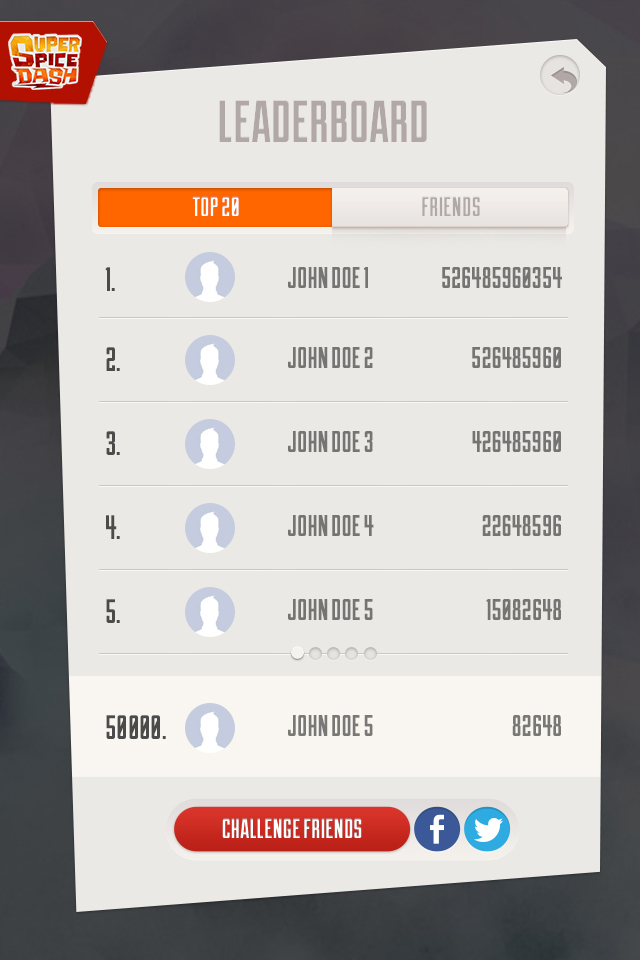 SUPER
SPICE
DASH
LEADERBOARD
TOP 20 FRIENDS
1. JOHN DOE 1 526485960354
2. JOHN DOE 2 526485960
3. JOHN DOE 3 426485960
4. JOHN DOE 4 22648596
5. JOHN DOE 5 15082648
50000. JOHN DOE 5 82648
CHALLENGE FRIENDS f